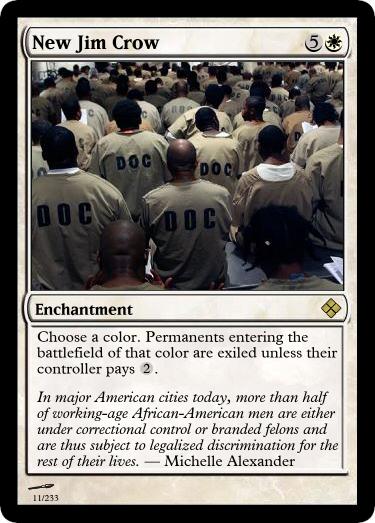 New Jim Crow 5
DOC
DOC
DOC
DOC
Enchantment
Choose a color. Permanents entering the
battlefield of that color are exiled unless their
controller pays 2.
In major American cities today, more than half
of working-age African-American men are either
under correctional control or branded felons and
are thus subject to legalized discrimination for the
rest of their lives. — Michelle Alexander
11/233